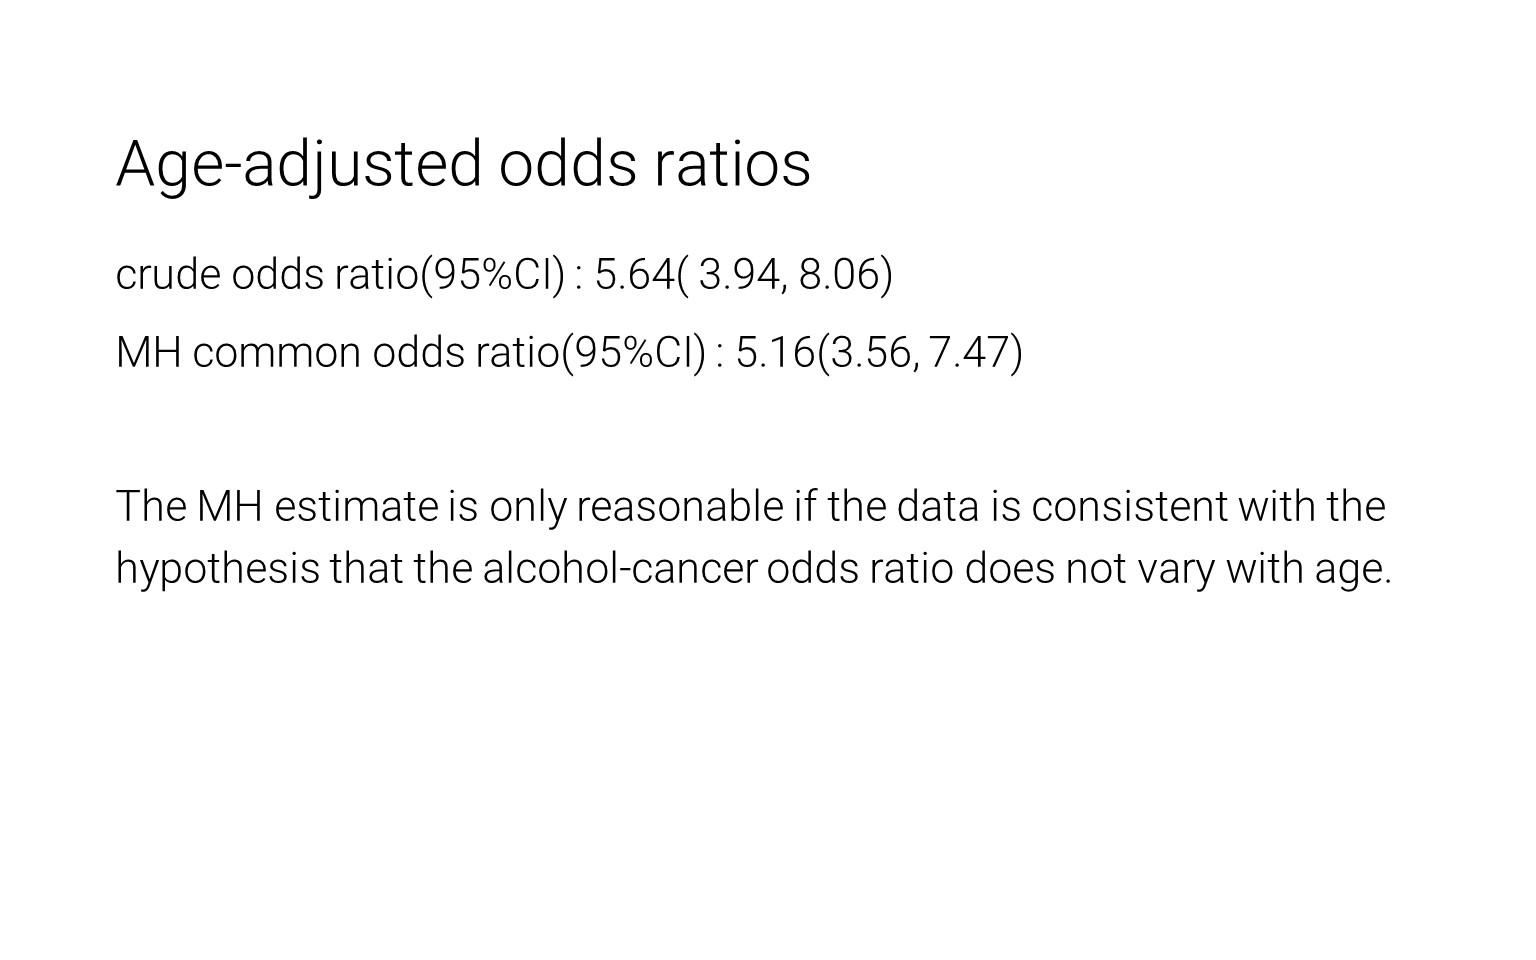 Age-adjusted odds ratios
crude odds ratio(95%CI) : 5.64( 3.94, 8.06)
MH common odds ratio(95%CI) : 5.16(3.56, 7.47)
The MH estimate is only reasonable if the data is consistent with the
hypothesis that the alcohol-cancer odds ratio does not vary with age.